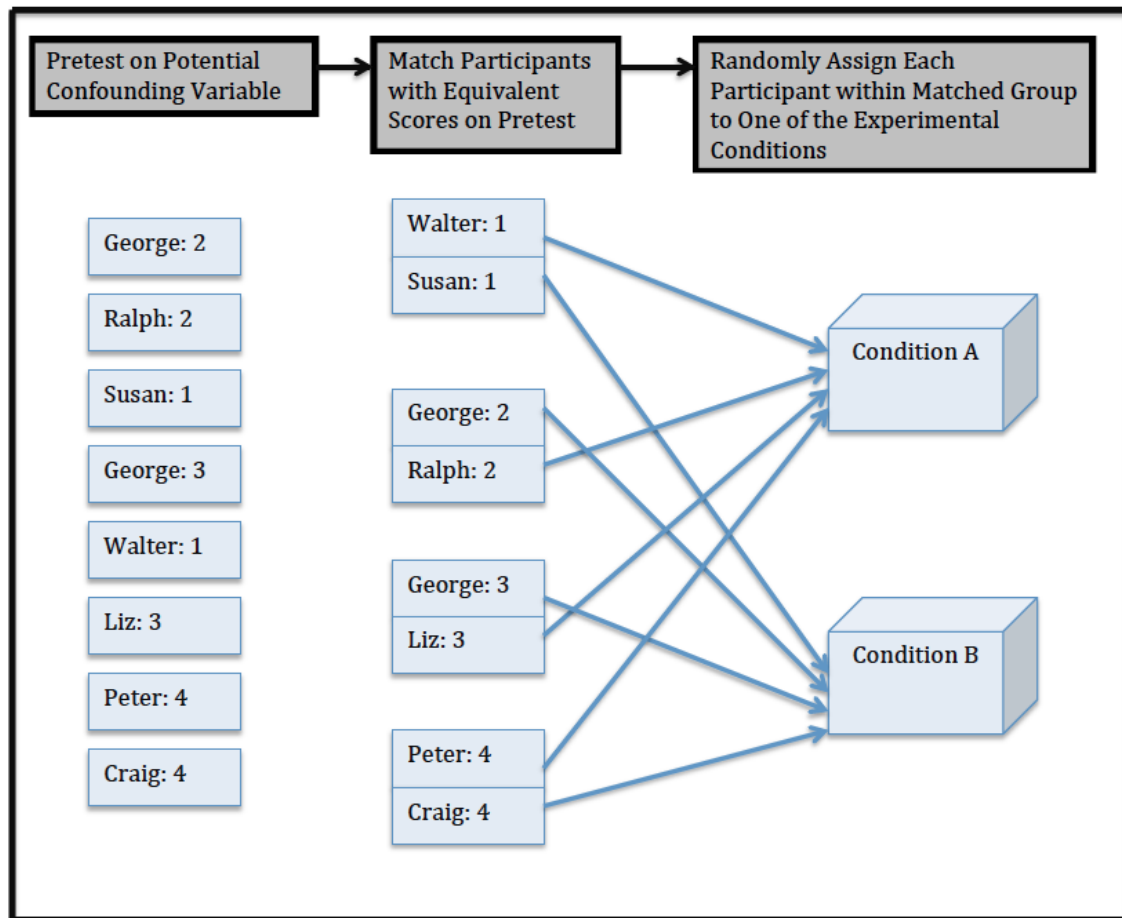 Pretest on Potential
Confounding Variable
Match Participants
with Equivalent
Scores on Pretest
Randomly Assign Each
Participant within Matched Group
to One of the Experimental
Conditions
George: 2
Ralph: 2
Susan: 1
George: 3
Walter: 1
Liz: 3
Peter: 4
Craig: 4
Walter: 1
Susan: 1
George: 2
Ralph: 2
George: 3
Liz: 3
Peter: 4
Craig: 4
Condition A
Condition B